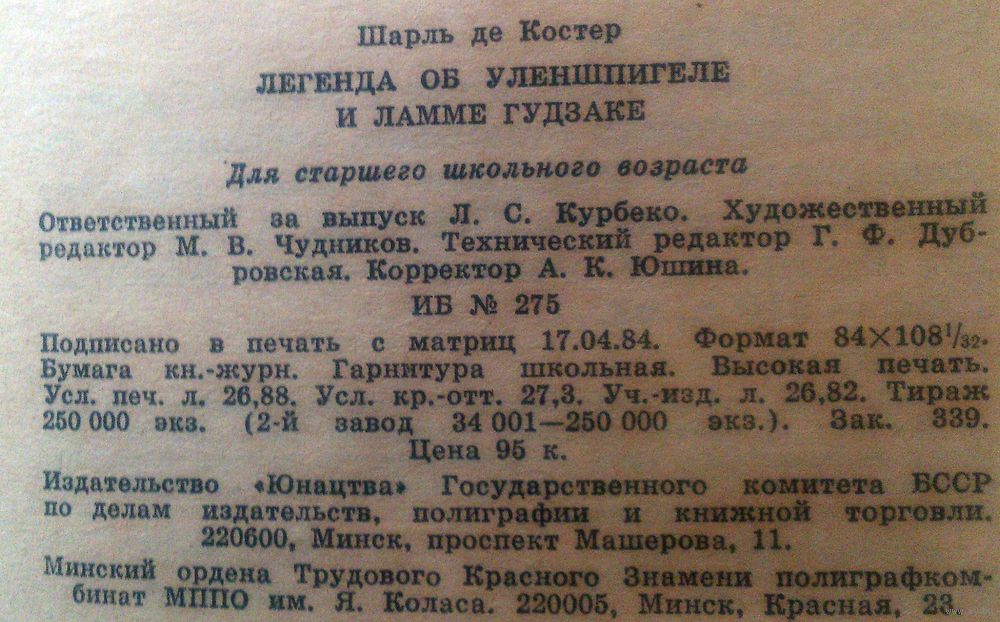 Шарль де Костер
ЛЕГЕНДА ОБ УЛЕНШПИГЕЛЕ
И ЛАММЕ ГУДЗАКЕ
Для старшего школьного возраста
Ответственный за выпуск Л. С. Курбеко. Художественный
редактор М. В. Чудников. Технический редактор Г. Ф. Дуб-
ровская. Корректор А. К. Юшина.
ИБ № 275
Подписано в печать с матриц 17.04.84. Формат 84×108¹/₃₂.
Бумага кн.-журн. Гарнитура школьная. Высокая печать.
Усл. печ. л. 26,88. Усл. кр.-отт. 27,3. Уч.-изд. л. 26,82. Тираж
250 000 экз. (2-й завод 34 001—250 000 экз.). Зак. 339.
Цена 95 к.
Издательство «Юнацтва» Государственного комитета БССР
по делам издательств, полиграфии и книжной торговли.
220600, Минск, проспект Машерова, 11.
Минский ордена Трудового Красного Знамени полиграфком-
бинат МППО им. Я. Коласа. 220005, Минск, Красная, 23